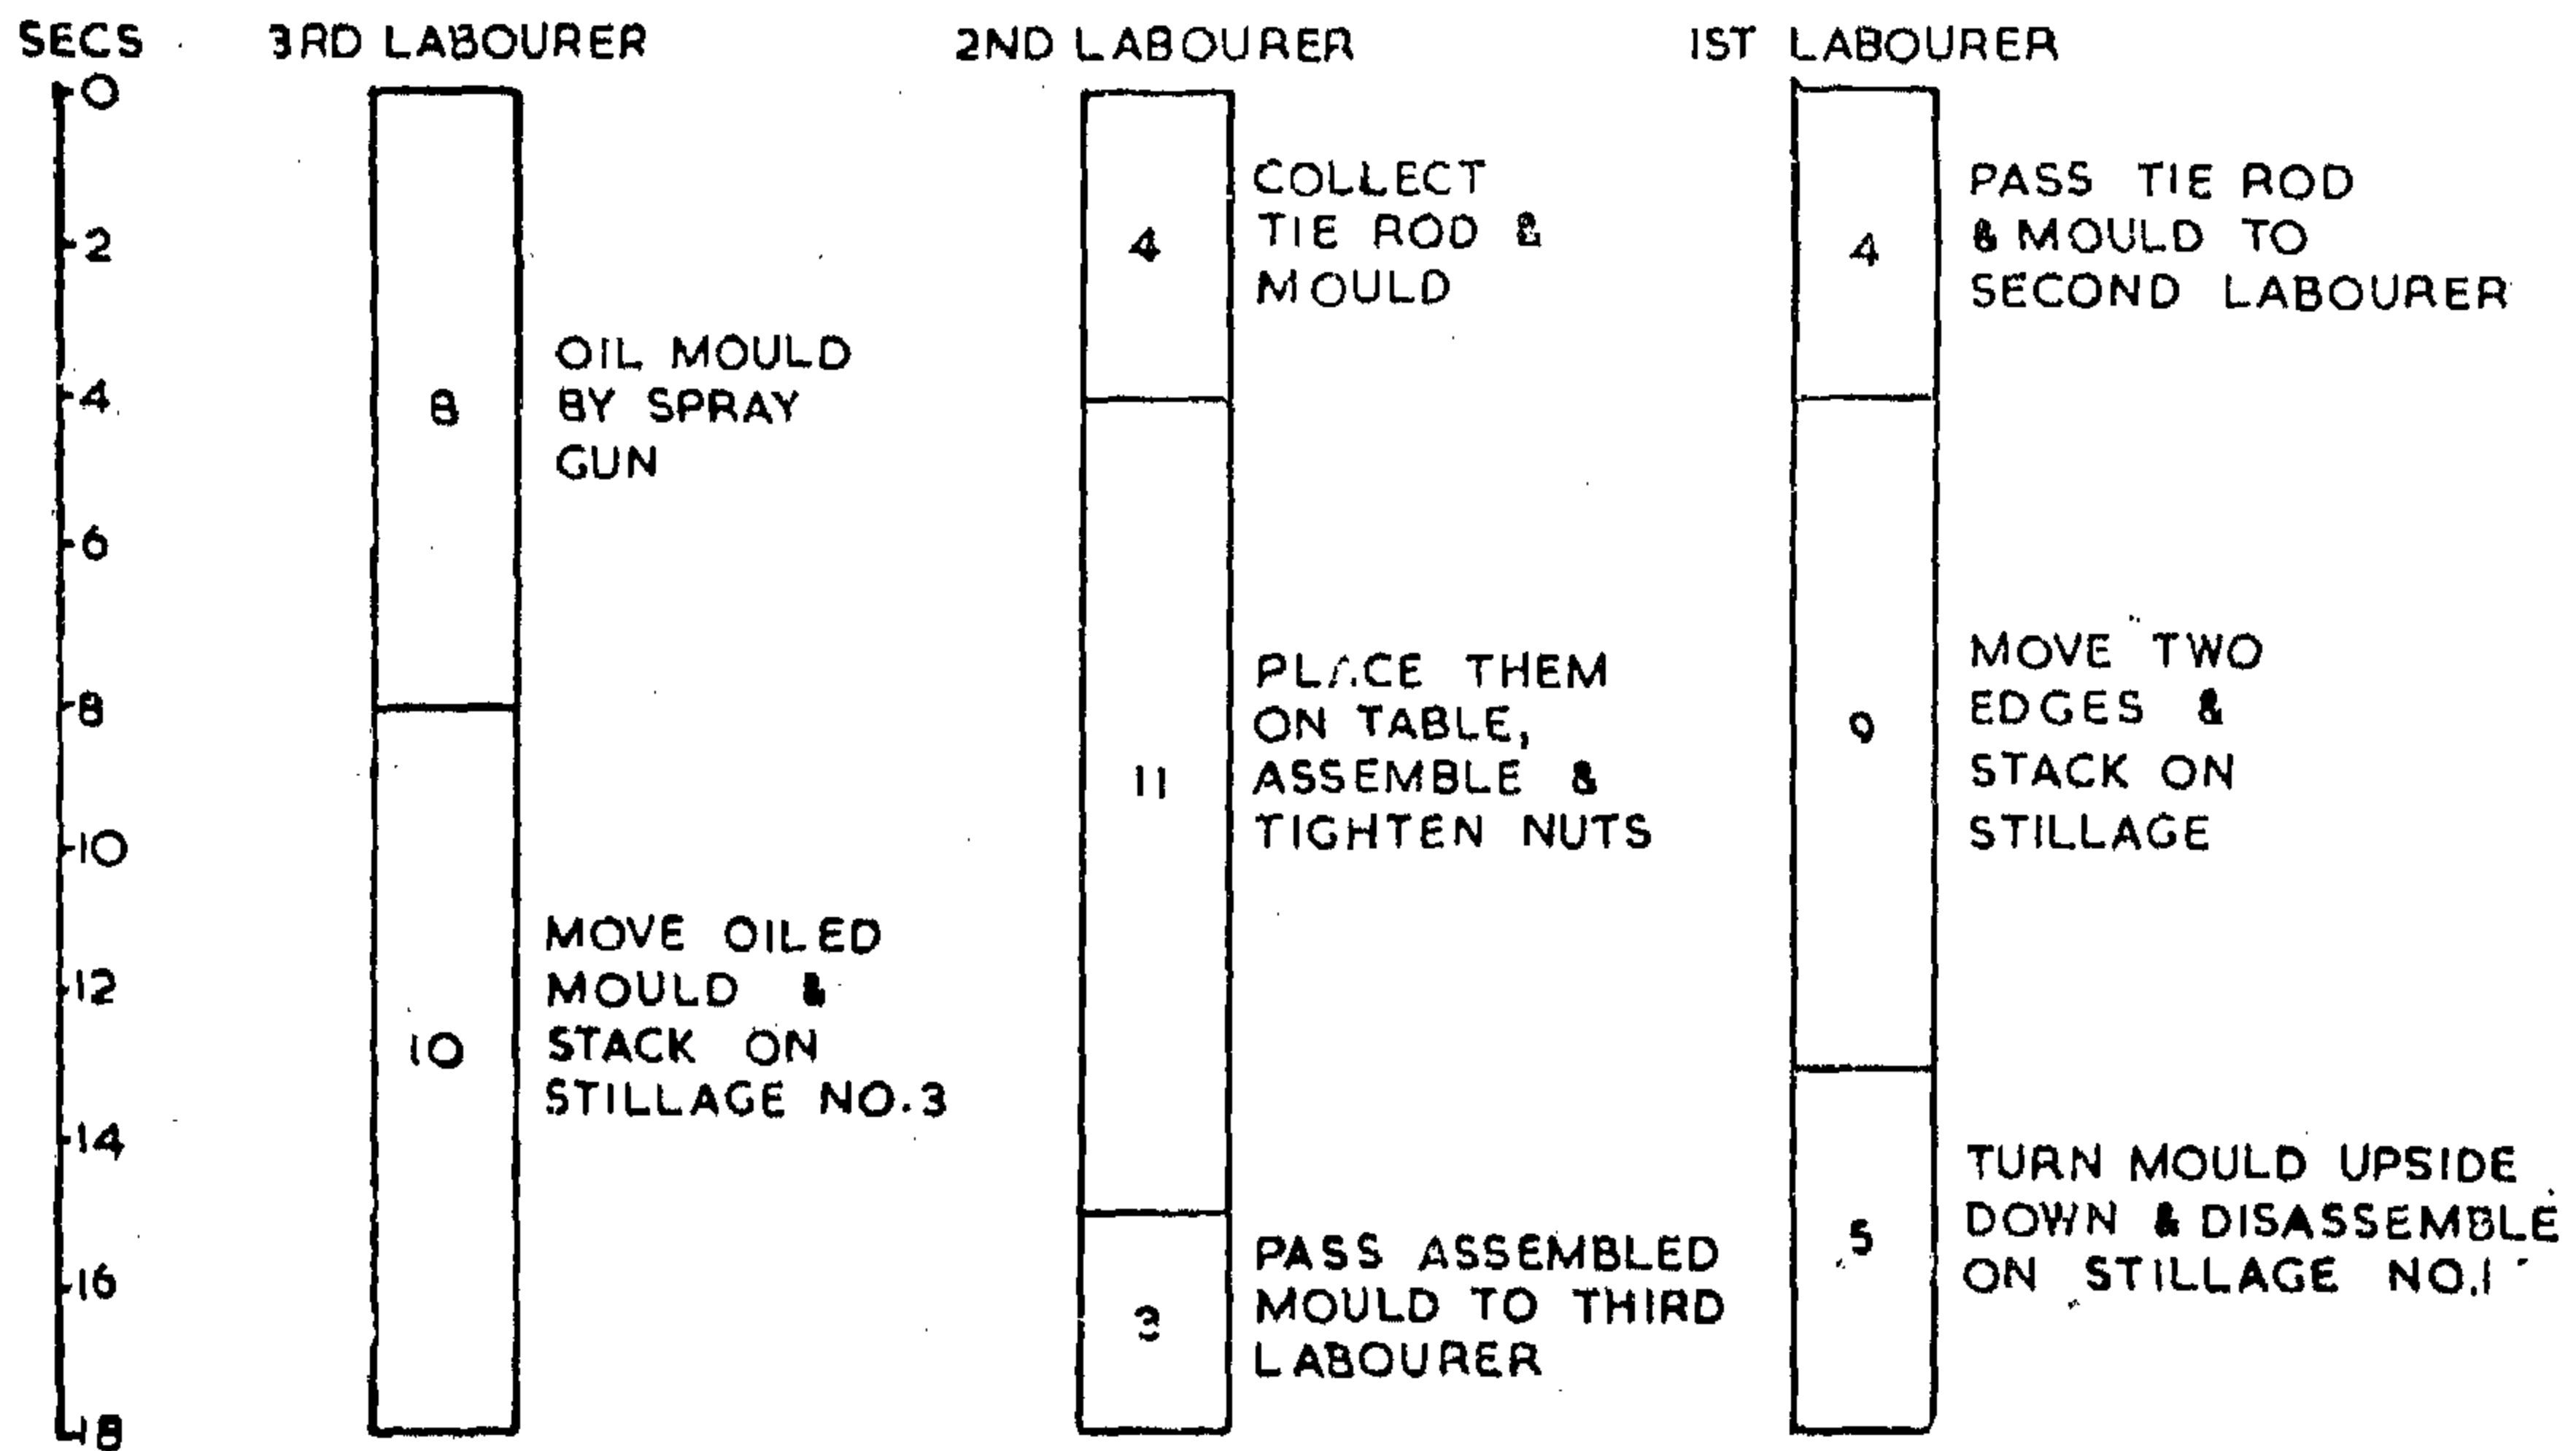 SECS
3RD LABOURER
2ND LABOURER
1ST LABOURER
0
2
4
6
8
10
12
14
16
18
8
OIL MOULD
BY SPRAY
GUN
10
MOVE OILED
MOULD &
STACK ON
STILLAGE NO.3
4
COLLECT
TIE ROD &
MOULD
11
PLACE THEM
ON TABLE,
ASSEMBLE &
TIGHTEN NUTS
3
PASS ASSEMBLED
MOULD TO THIRD
LABOURER
4
PASS TIE ROD
& MOULD TO
SECOND LABOURER
9
MOVE TWO
EDGES &
STACK ON
STILLAGE
5
TURN MOULD UPSIDE
DOWN & DISASSEMBLE
ON STILLAGE NO.1